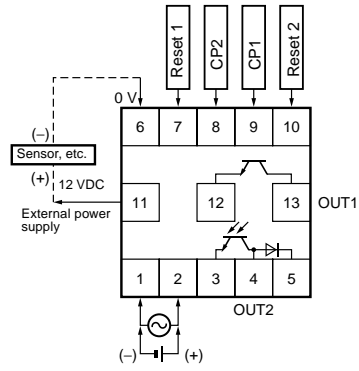 Reset 1
CP2
CP1
Reset 2
0 V
6 7 8 9 10
(–)
Sensor, etc.
(+)
12 VDC
External power
supply
11 12 13
OUT1
1 2 3 4 5
OUT2
(–) (+)